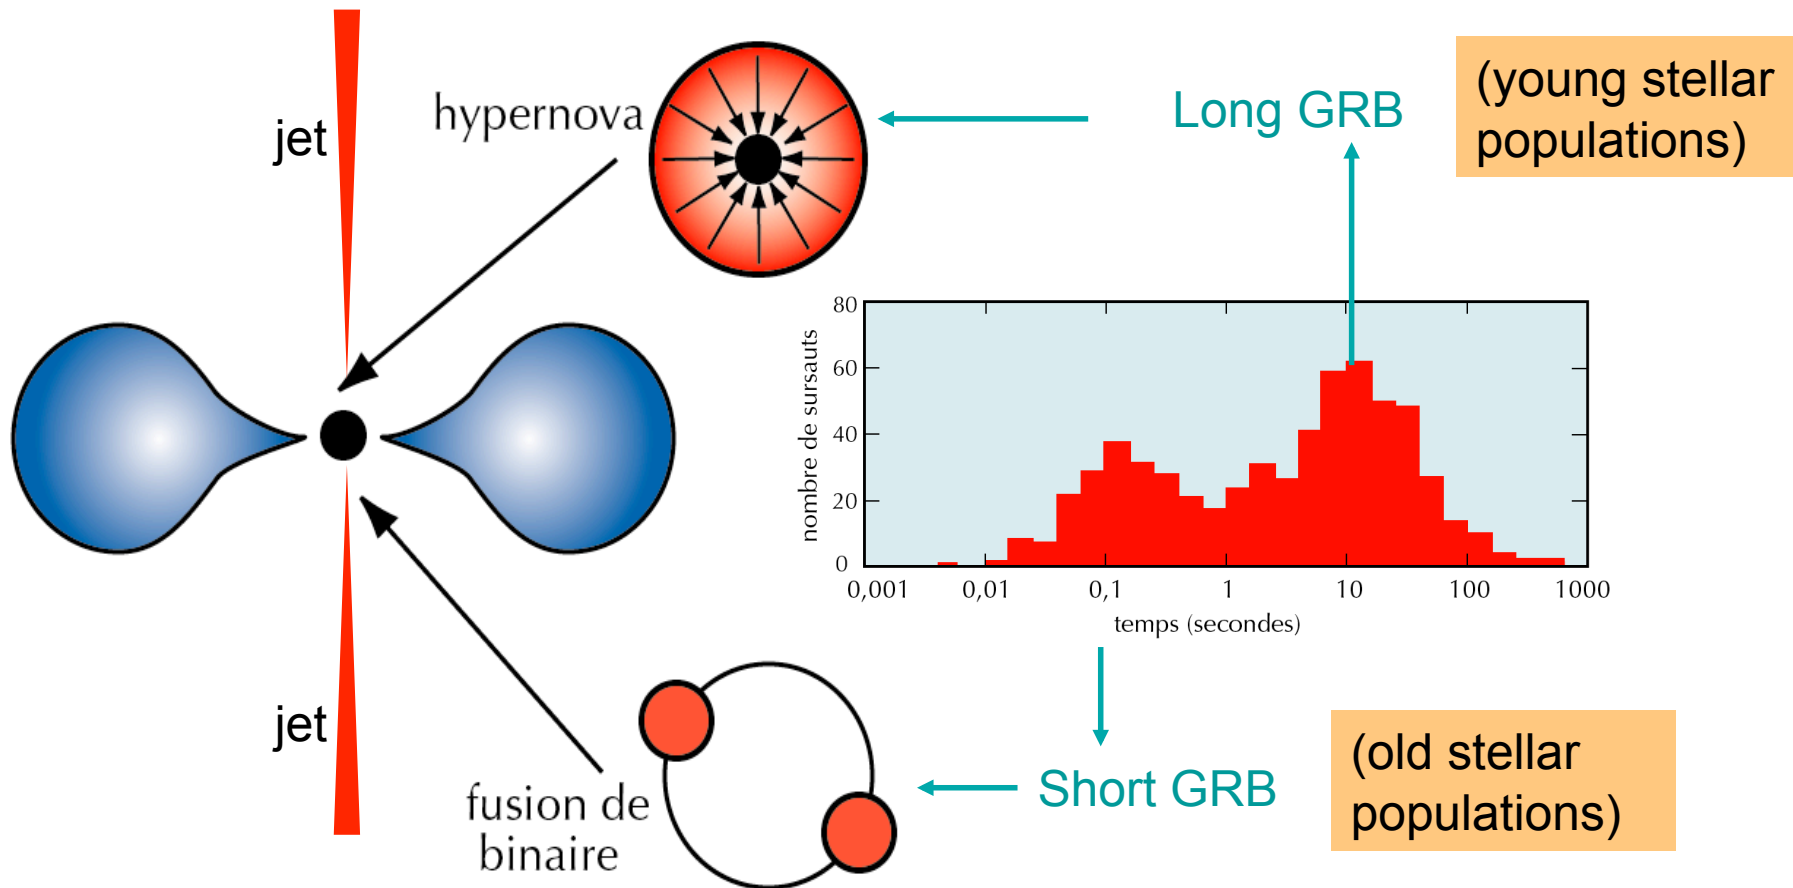 jet
hypernova
Long GRB
(young stellar
populations)
nombre de sursauts
80
60
40
20
0
0,001 0,01 0,1 1 10 100 1000
temps (secondes)
jet
fusion de
binaire
Short GRB
(old stellar
populations)